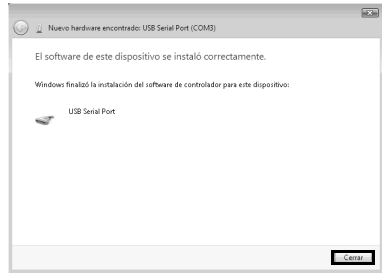 Nuevo hardware encontrado: USB Serial Port (COM3)
El software de este dispositivo se instaló correctamente.
Windows finalizó la instalación del software de controlador para este dispositivo:
USB Serial Port
Cerrar